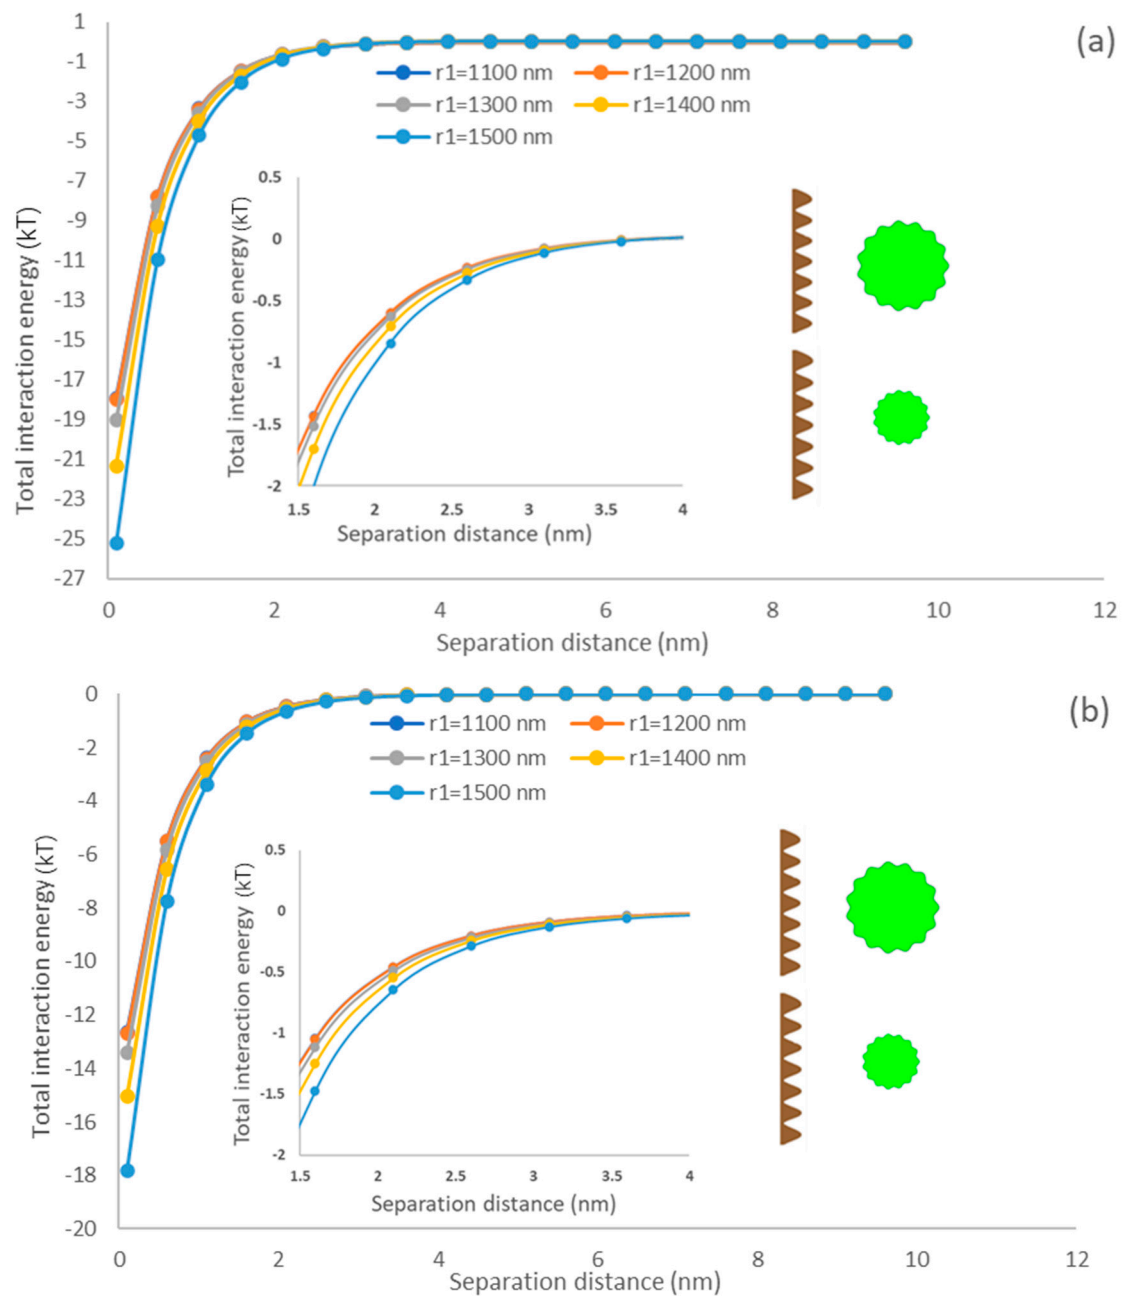 1
-1
-3
-5
-7
-9
-11
-13
-15
-17
-19
-21
-23
-25
-27
Total interaction energy (kT)
(a)
r1=1100 nm r1=1200 nm
r1=1300 nm r1=1400 nm
r1=1500 nm
0.5
0
-0.5
-1
-1.5
-2
Total interaction energy (kT)
1.5 2 2.5 3 3.5 4
Separation distance (nm)
0 2 4 6 8 10 12
Separation distance (nm)
0
-2
-4
-6
-8
-10
-12
-14
-16
-18
-20
Total interaction energy (kT)
(b)
r1=1100 nm r1=1200 nm
r1=1300 nm r1=1400 nm
r1=1500 nm
0.5
0
-0.5
-1
-1.5
-2
Total interaction energy (kT)
1.5 2 2.5 3 3.5 4
Separation distance (nm)
0 2 4 6 8 10 12
Separation distance (nm)